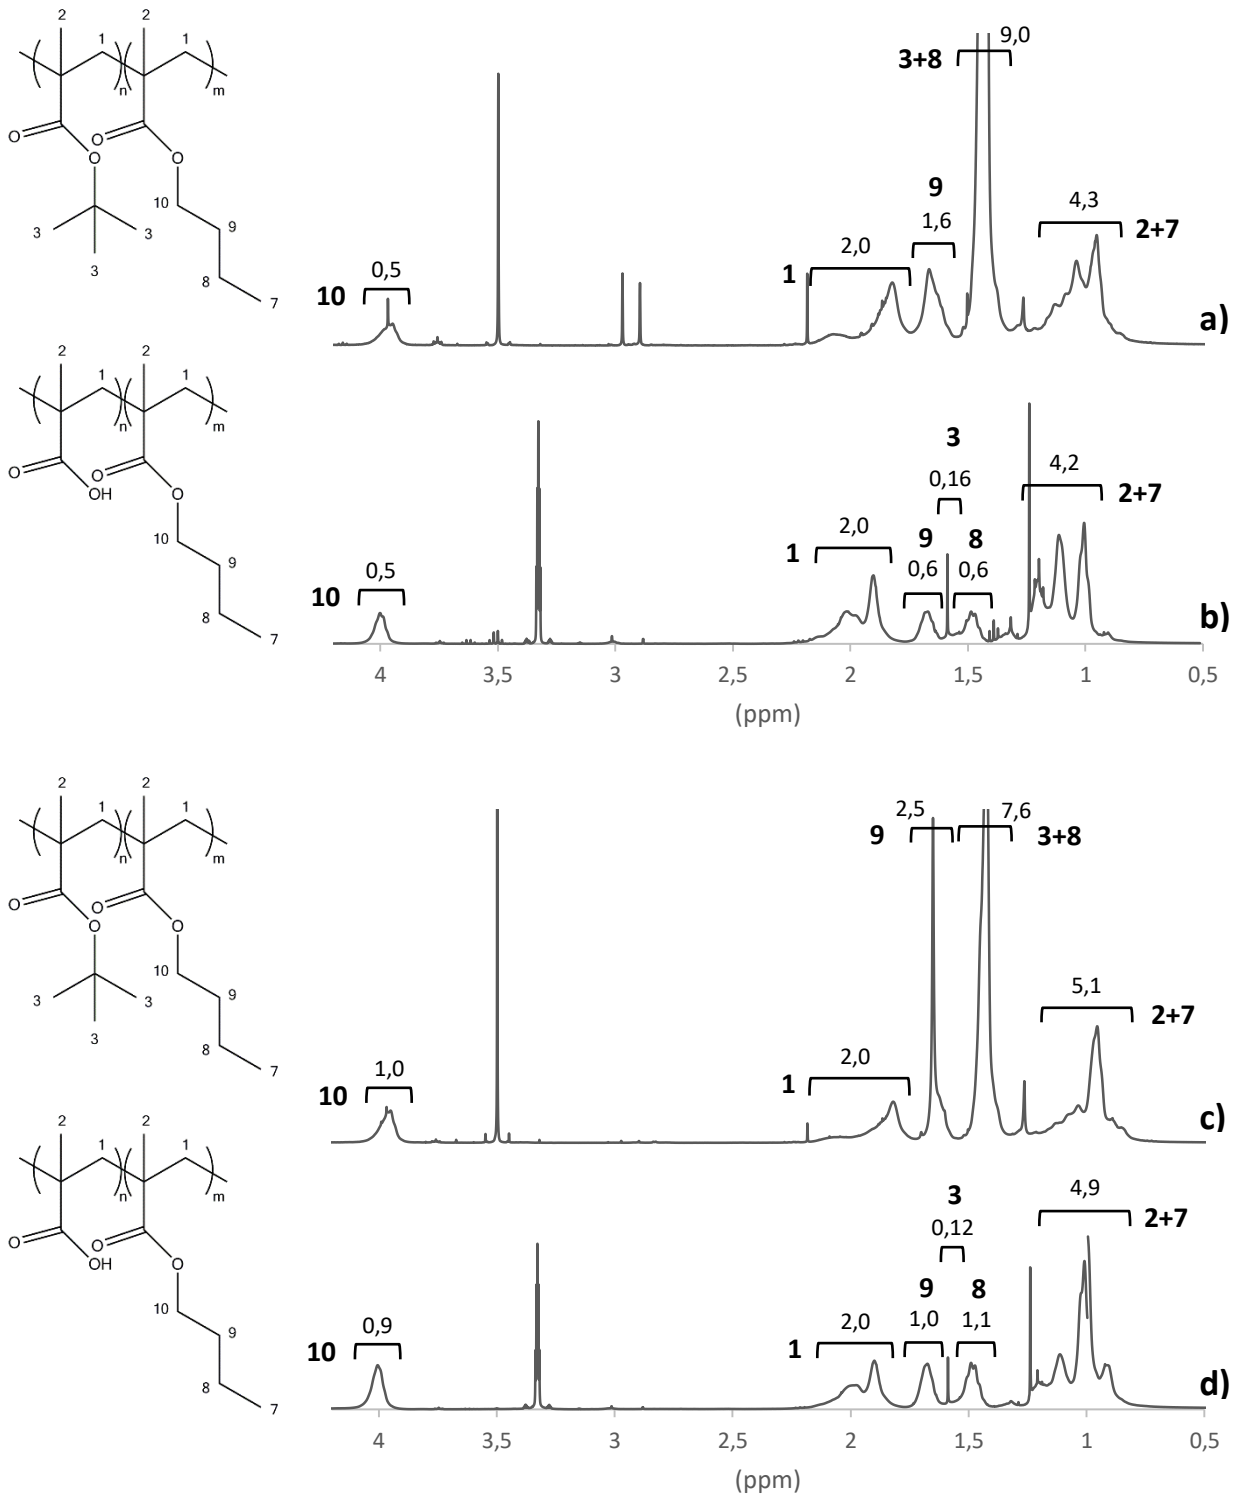 2 2
1 1
n m
O O
O O
10
3 3 9
3 8
7
9,0
3+8
9
1,6
4,3
2+7
2,0
1
0,5
10
a)
2 2
1 1
n m
O O
OH O
10
9
8
7
3
0,16
4,2
2+7
2,0
1
9 8
0,6 0,6
0,5
10
b)
4 3,5 3 2,5 2 1,5 1 0,5
(ppm)
2 2
1 1
n m
O O
O O
10
3 3 9
3 8
7
2,5 7,6
9 3+8
5,1
2+7
2,0
1
1,0
10
c)
2 2
1 1
n m
O O
OH O
10
9
8
7
3
0,12
4,9
2+7
9 8
2,0 1,0 1,1
1
0,9
10
d)
4 3,5 3 2,5 2 1,5 1 0,5
(ppm)